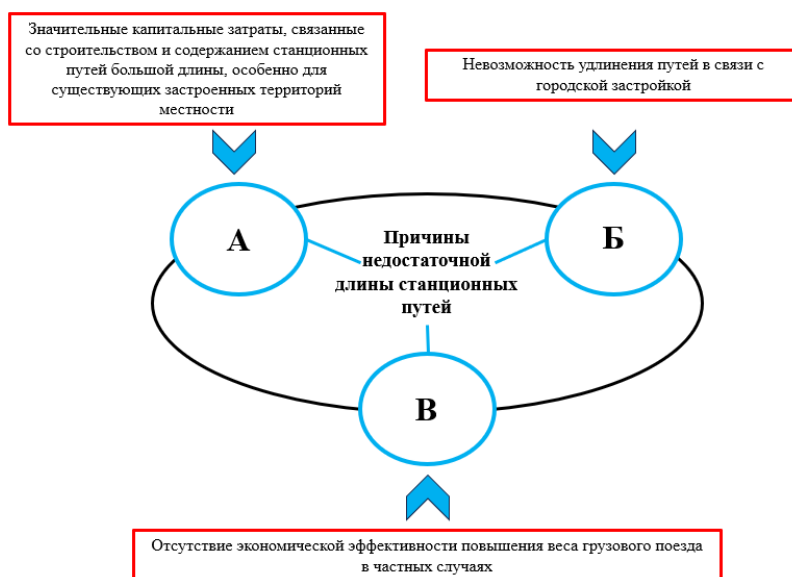 Значительные капитальные затраты, связанные
со строительством и содержанием станционных
путей большой длины, особенно для
существующих застроенных территорий
местности
Невозможность удлинения путей в связи с
городской застройкой
А
Б
Причины
недостаточной
длины станционных
путей
В
Отсутствие экономической эффективности повышения веса грузового поезда
в частных случаях